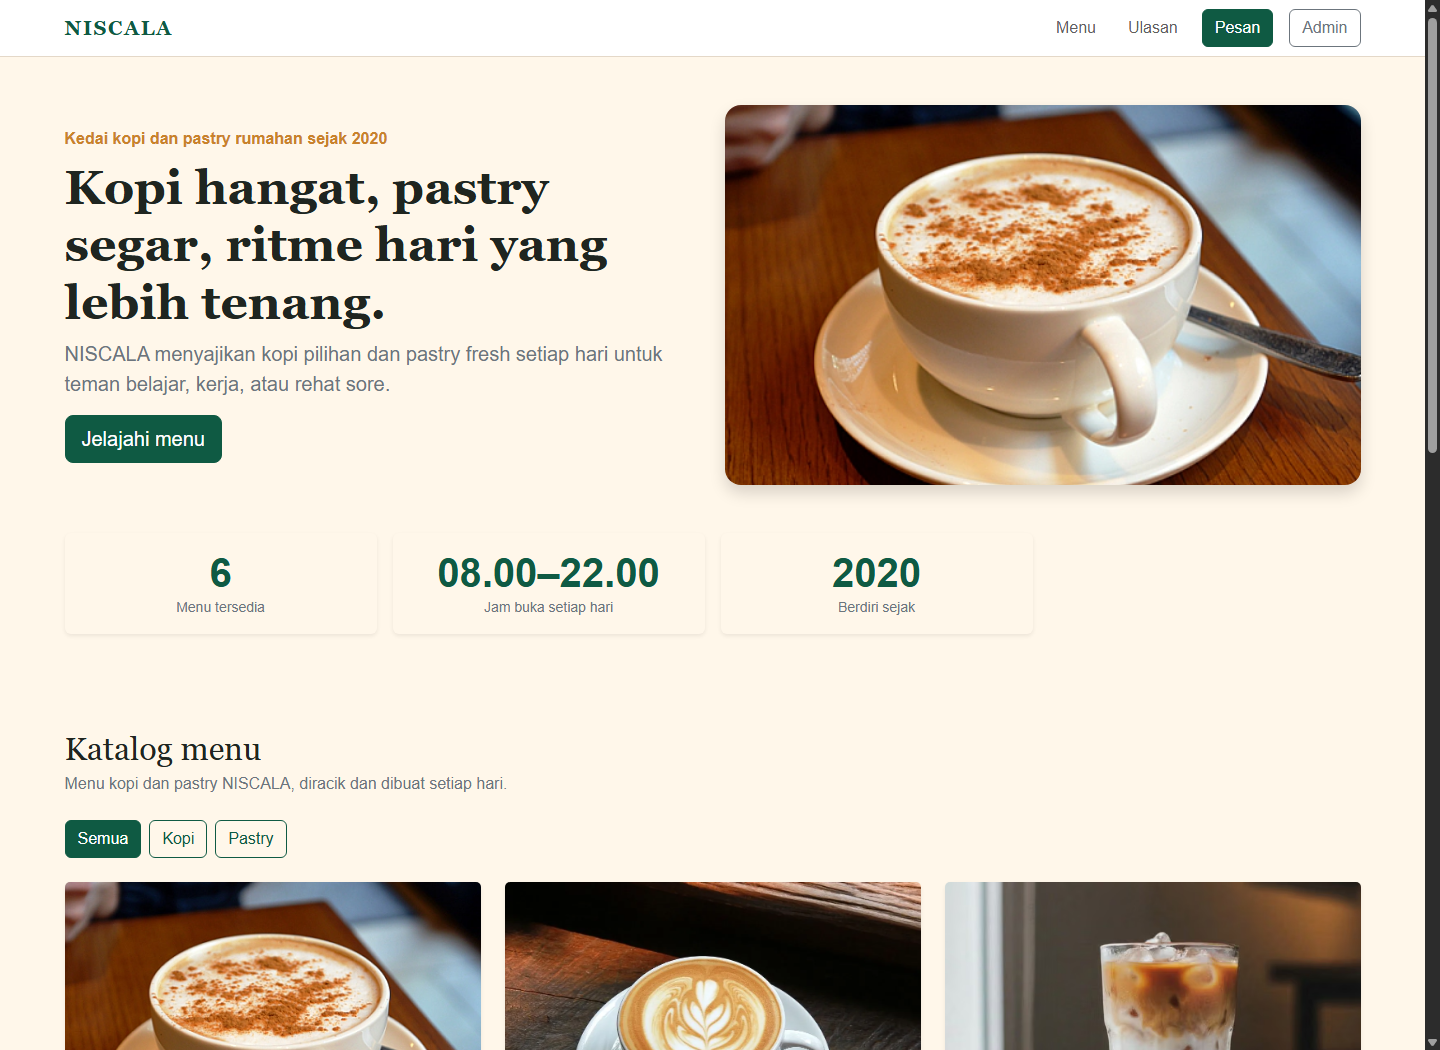 NISCALA
Menu
Ulasan
Pesan
Admin
Kedai kopi dan pastry rumahan sejak 2020
Kopi hangat, pastry
segar, ritme hari yang
lebih tenang.
NISCALA menyajikan kopi pilihan dan pastry fresh setiap hari untuk
teman belajar, kerja, atau rehat sore.
Jelajahi menu
6
Menu tersedia
08.00–22.00
Jam buka setiap hari
2020
Berdiri sejak
Katalog menu
Menu kopi dan pastry NISCALA, diracik dan dibuat setiap hari.
Semua
Kopi
Pastry